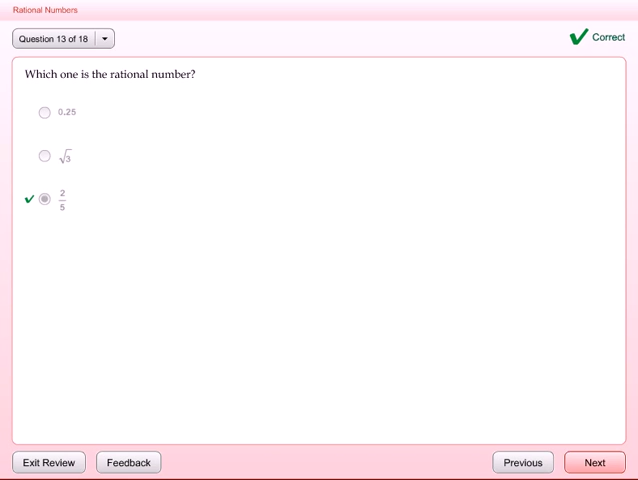 Rational Numbers
Question 13 of 18
Correct
Which one is the rational number?
0.25
√3
2
5
Exit Review
Feedback
Previous
Next